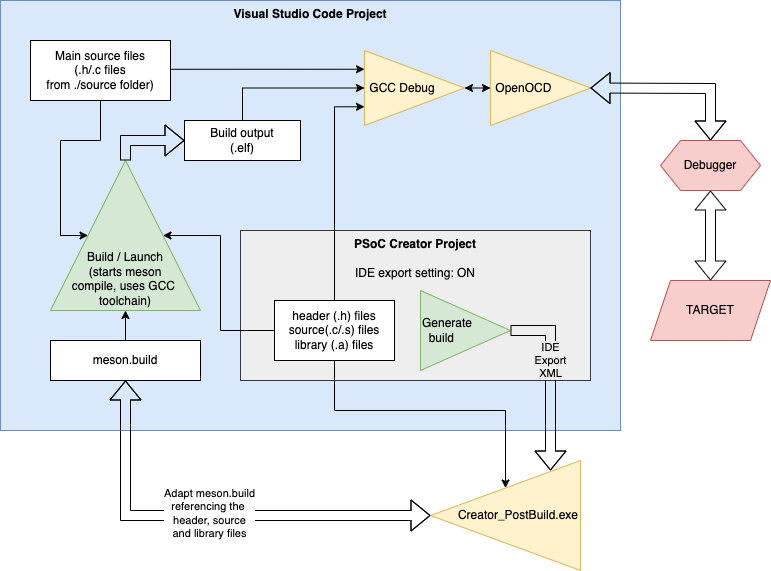 Visual Studio Code Project
Main source files
(.h/.c files
from ./source folder)
GCC Debug
OpenOCD
Build output
(.elf)
Debugger
PSoC Creator Project
IDE export setting: ON
Build / Launch
(starts meson
compile, uses GCC
toolchain)
header (.h) files
source(.c/.s) files
library (.a) files
Generate
build
TARGET
meson.build
IDE
Export
XML
Adapt meson.build
referencing the
header, source
and library files
Creator_PostBuild.exe